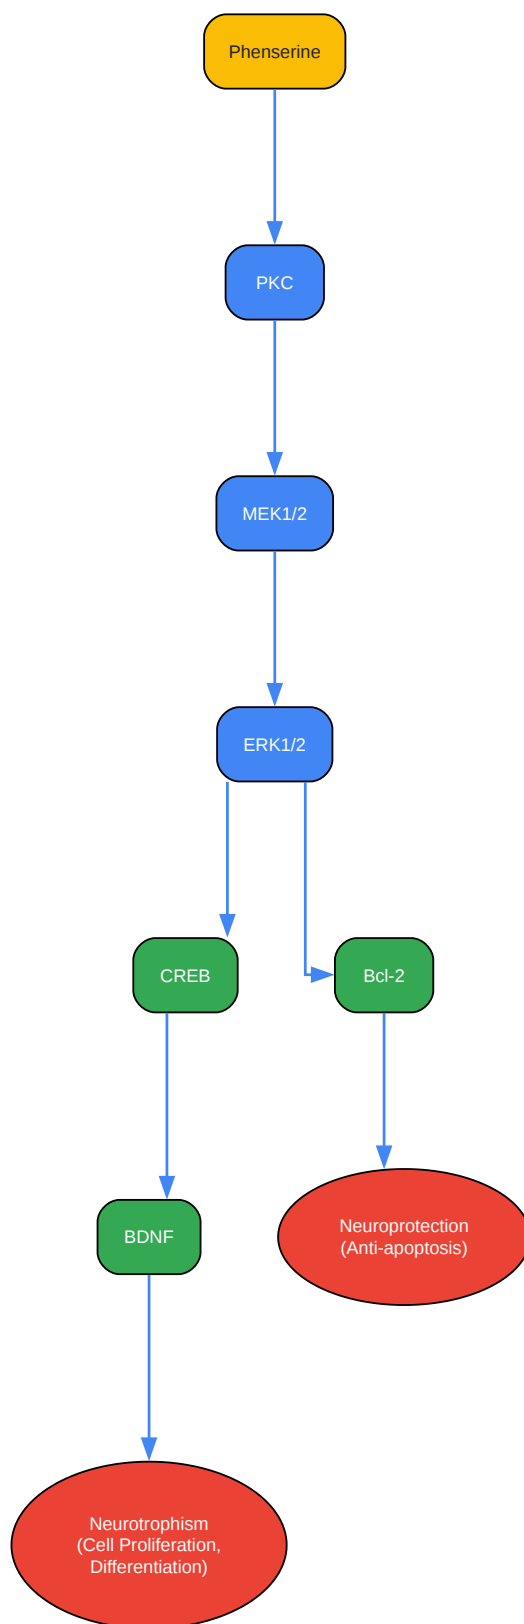 Phenserine
PKC
MEK1/2
ERK1/2
CREB
Bcl-2
BDNF
Neuroprotection
(Anti-apoptosis)
Neurotrophism
(Cell Proliferation,
Differentiation)